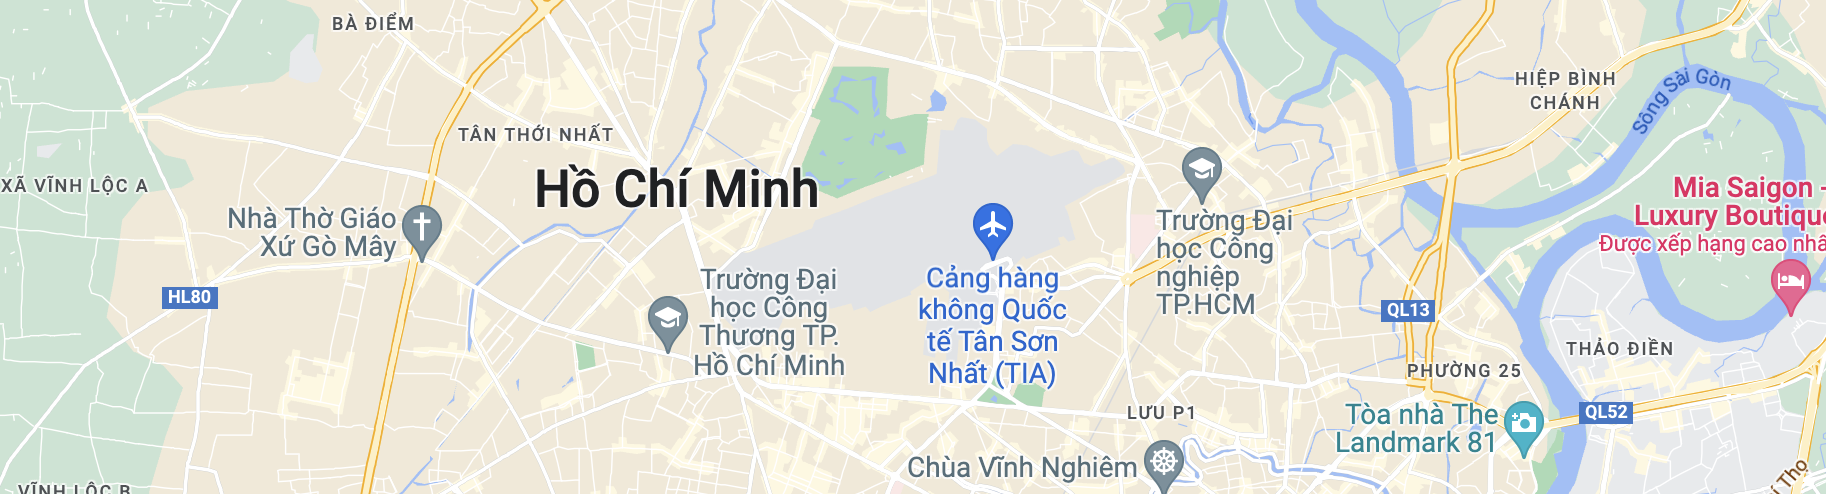 BÀ ĐIỂM
HIỆP BÌNH
CHÁNH
Sông Sài Gòn
TÂN THỚI NHẤT
XÃ VĨNH LỘC A
Hồ Chí Minh
Mia Saigon -
Luxury Boutique
Được xếp hạng cao nhấ
Nhà Thờ Giáo
Xứ Gò Mây
Trường Đại
học Công
nghiệp
TP.HCM
HL80
Trường Đại
học Công
Thương TP.
Hồ Chí Minh
Cảng hàng
không Quốc
tế Tân Sơn
Nhất (TIA)
QL13
THẢO ĐIỀN
PHƯỜNG 25
LƯU P1
QL52
Tòa nhà The
Landmark 81
Chùa Vĩnh Nghiêm
VĨNH LỘC B
í Thọ